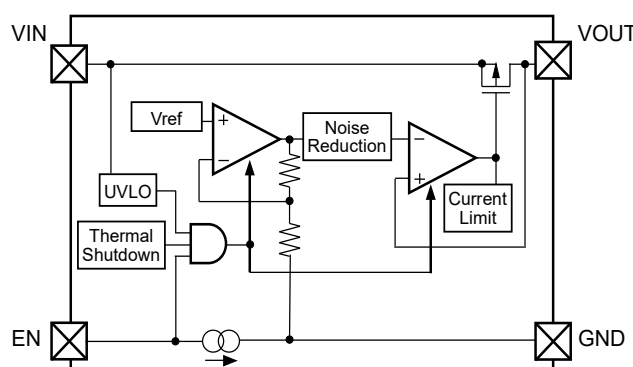 VIN
VOUT
Vref
+
−
Noise
Reduction
−
+
UVLO
Current
Limit
Thermal
Shutdown
EN
GND